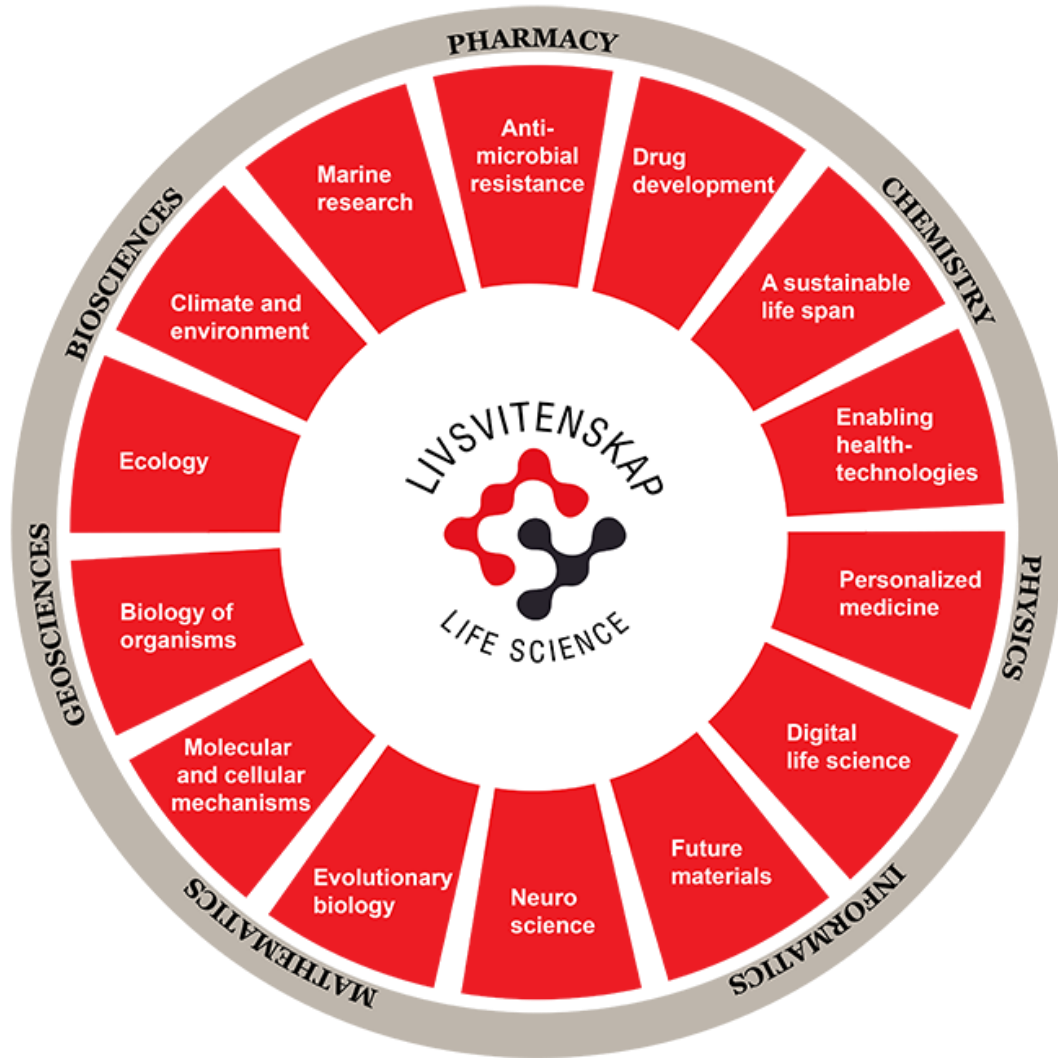 PHARMACY
CHEMISTRY
PHYSICS
INFORMATICS
MATHEMATICS
GEOSCIENCES
BIOSCIENCES
Anti-
microbial
resistance
Drug
development
A sustainable
life span
Enabling
health-
technologies
Personalized
medicine
Digital
life science
Future
materials
Neuro
science
Evolutionary
biology
Molecular
and cellular
mechanisms
Biology of
organisms
Ecology
Climate and
environment
Marine
research
LIVSVITENSKAP
LIFE SCIENCE